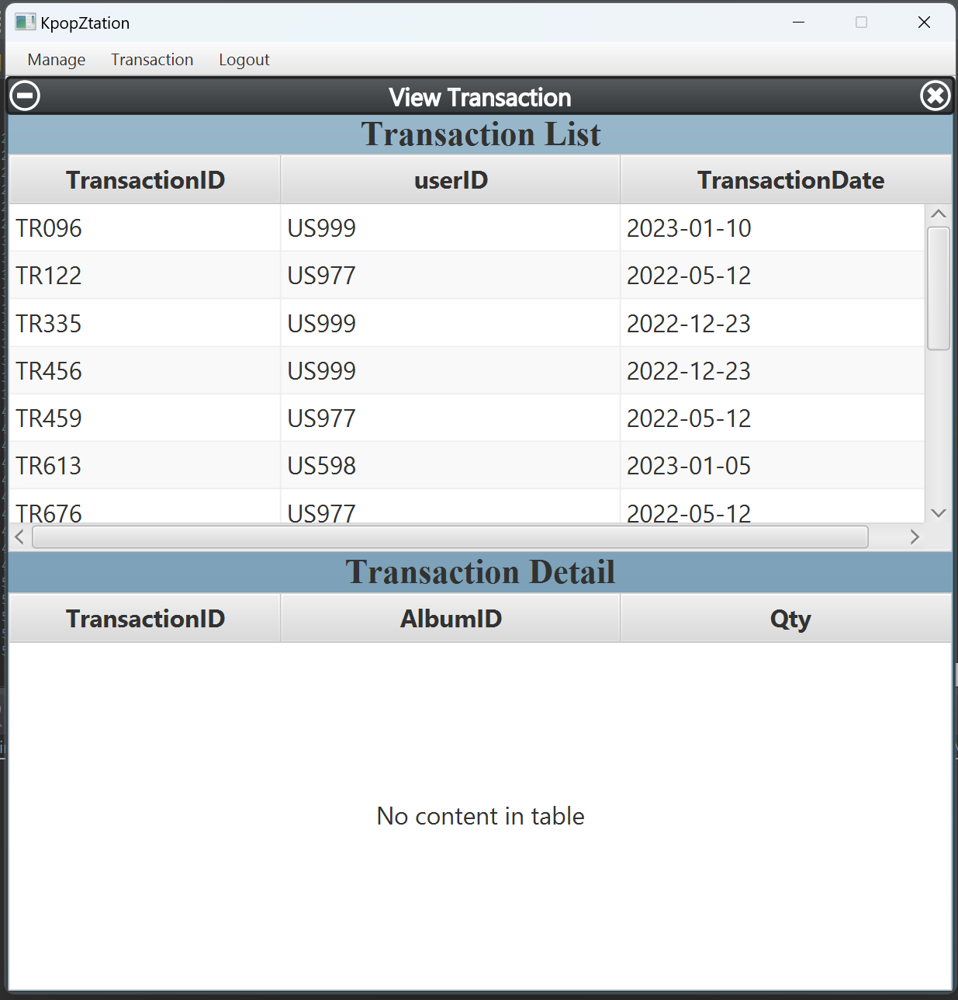 KpopZtation
Manage Transaction Logout
View Transaction
Transaction List
TransactionID userID TransactionDate
TR096 US999 2023-01-10
TR122 US977 2022-05-12
TR335 US999 2022-12-23
TR456 US999 2022-12-23
TR459 US977 2022-05-12
TR613 US598 2023-01-05
TR676 US977 2022-05-12
Transaction Detail
TransactionID AlbumID Qty
No content in table